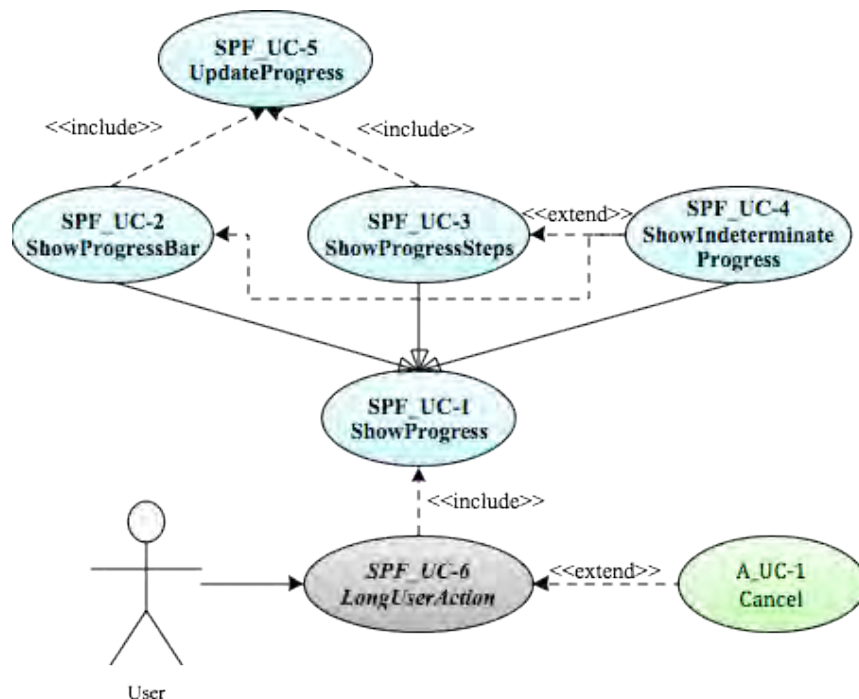 SPF_UC-5
UpdateProgress
<<include>>
<<include>>
SPF_UC-2
ShowProgressBar
SPF_UC-3
ShowProgressSteps
<<extend>>
SPF_UC-4
ShowIndeterminate
Progress
SPF_UC-1
ShowProgress
<<include>>
SPF_UC-6
LongUserAction
<<extend>>
A_UC-1
Cancel
User